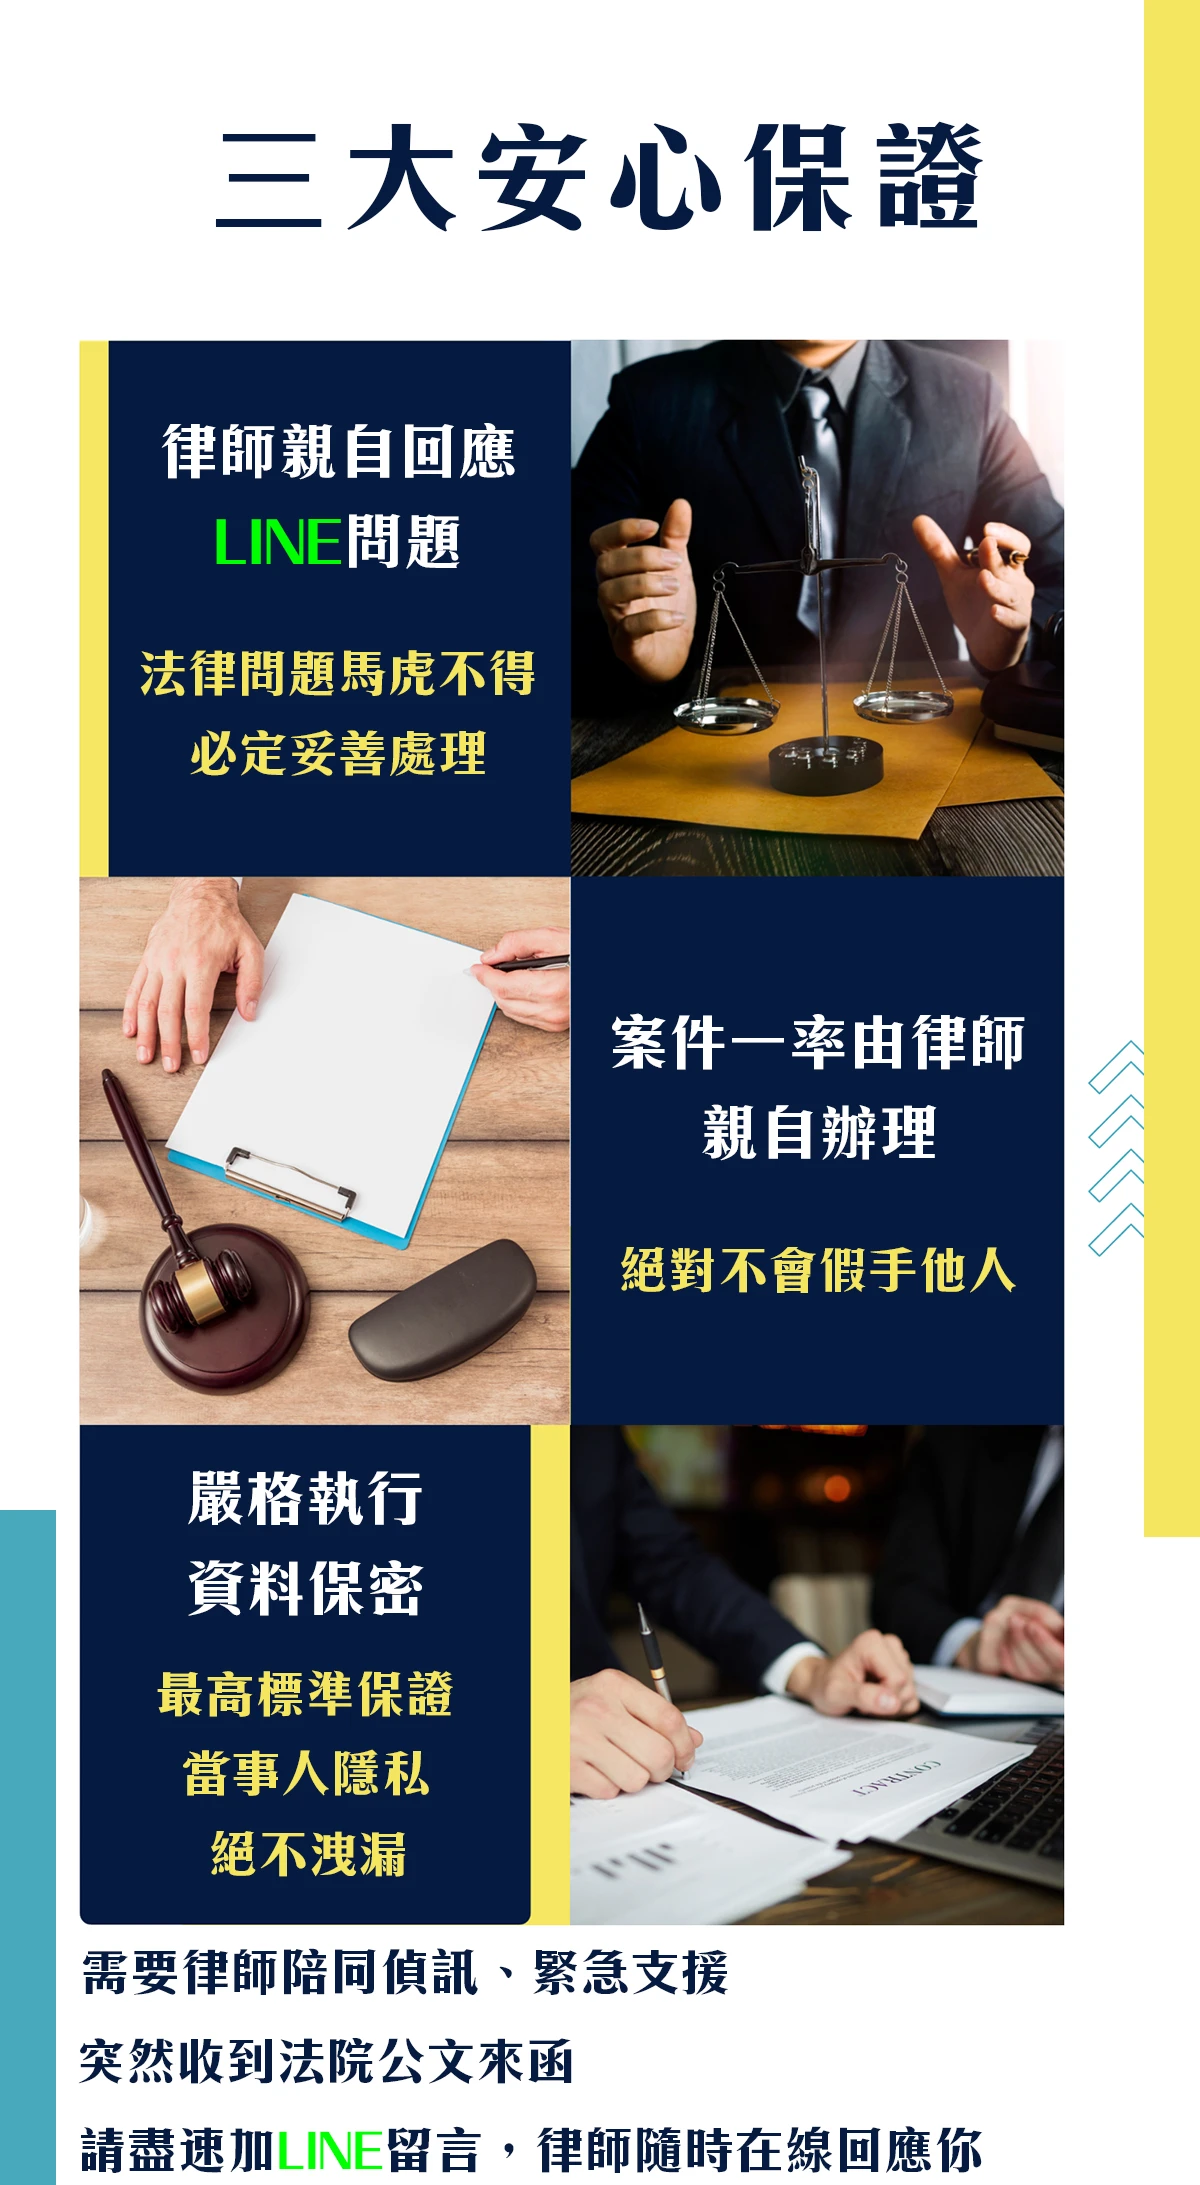 三大安心保證
律師親自回應
LINE問題
法律問題馬虎不得
必定妥善處理
案件一率由律師
親自辦理
絕對不會假手他人
嚴格執行
資料保密
最高標準保證
當事人隱私
絕不洩漏
CONTRACT
需要律師陪同偵訊、緊急支援
突然收到法院公文來函
請盡速加LINE留言，律師隨時在線回應你